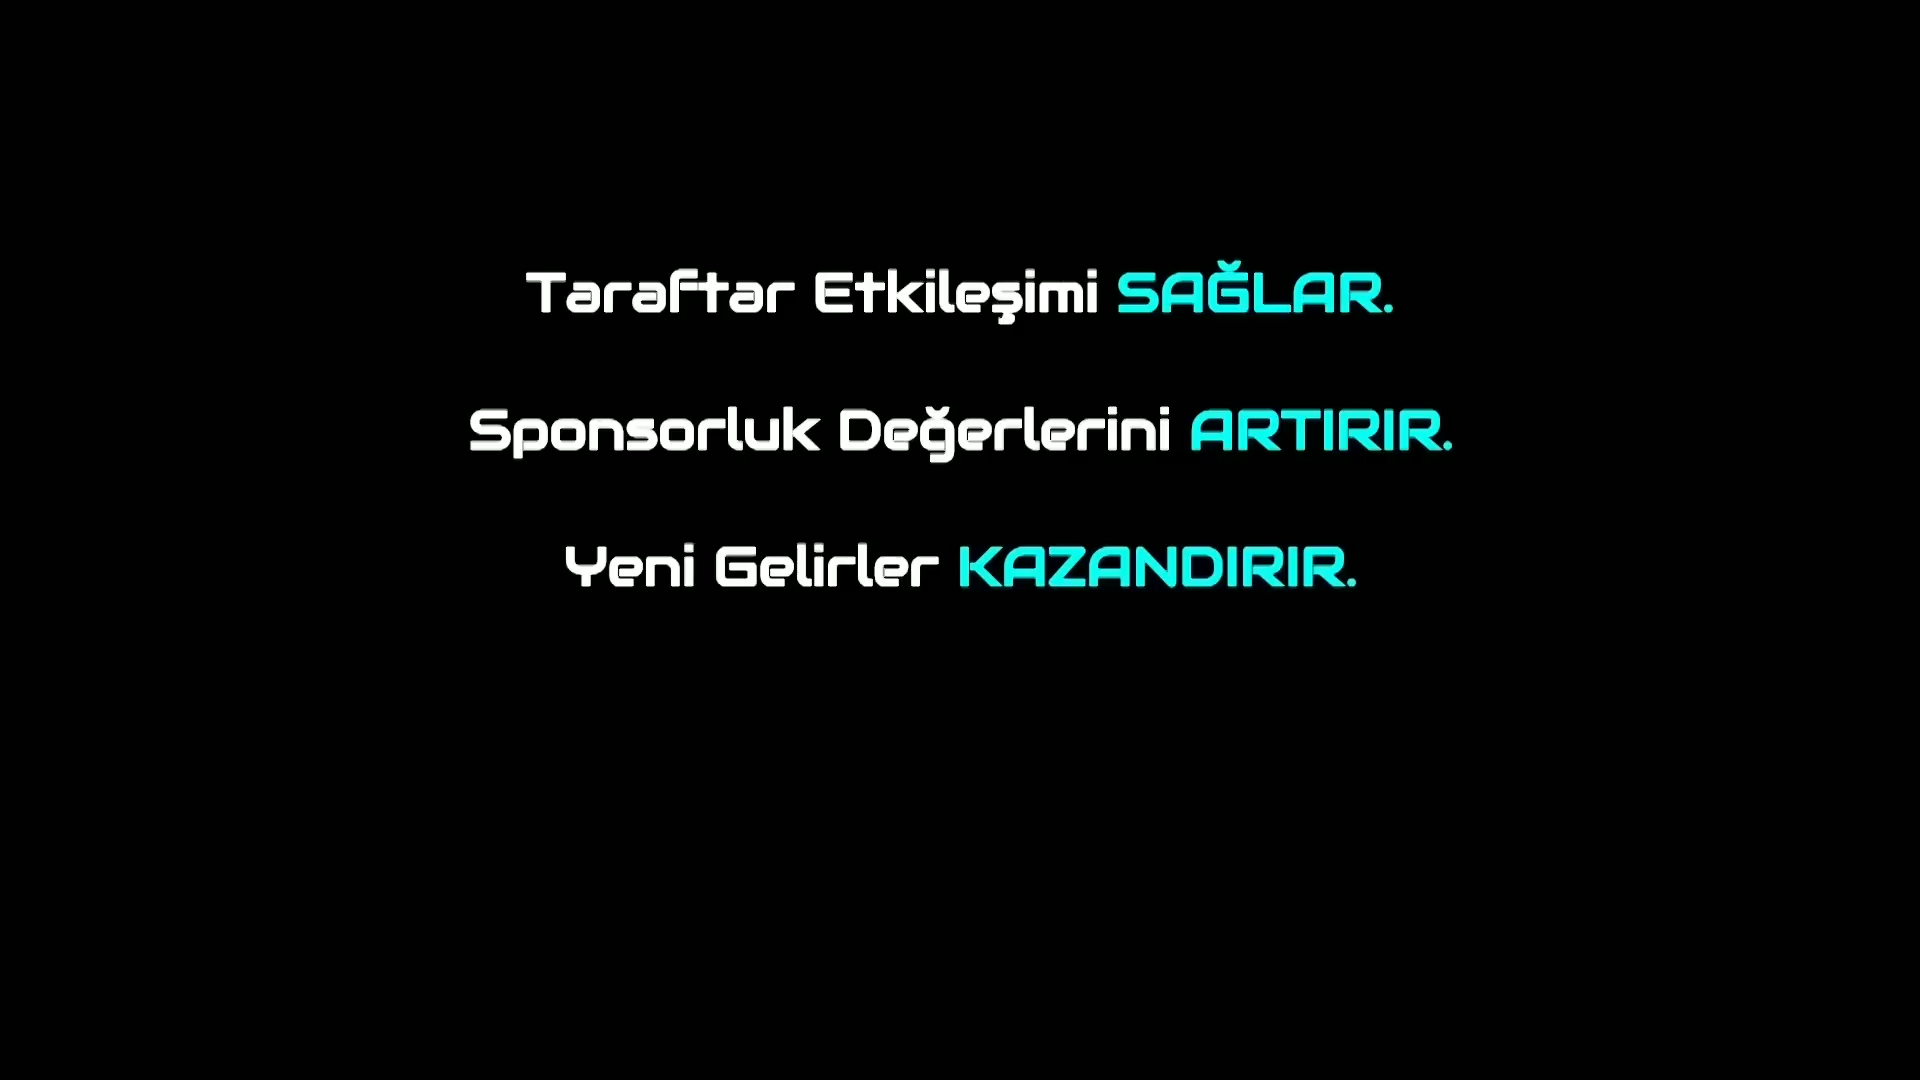 Taraftar Etkileşimi SAĞLAR.
Sponsorluk Değerlerini ARTIRIR.
Yeni Gelirler KAZANDIRIR.